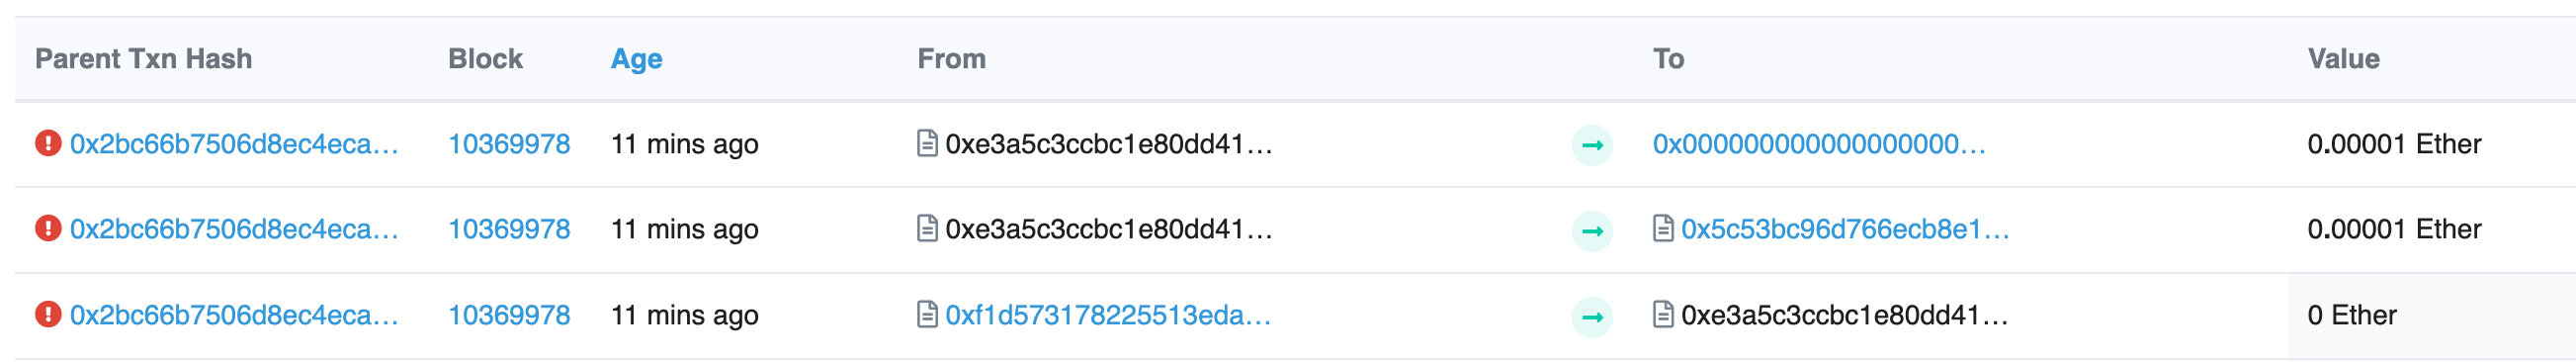 Parent Txn Hash Block Age From To Value
0x2bc66b7506d8ec4eca... 10369978 11 mins ago 0xe3a5c3ccbc1e80dd41... 0x000000000000000000... 0.00001 Ether
0x2bc66b7506d8ec4eca... 10369978 11 mins ago 0xe3a5c3ccbc1e80dd41... 0x5c53bc96d766ecb8e1... 0.00001 Ether
0x2bc66b7506d8ec4eca... 10369978 11 mins ago 0xf1d573178225513eda... 0xe3a5c3ccbc1e80dd41... 0 Ether